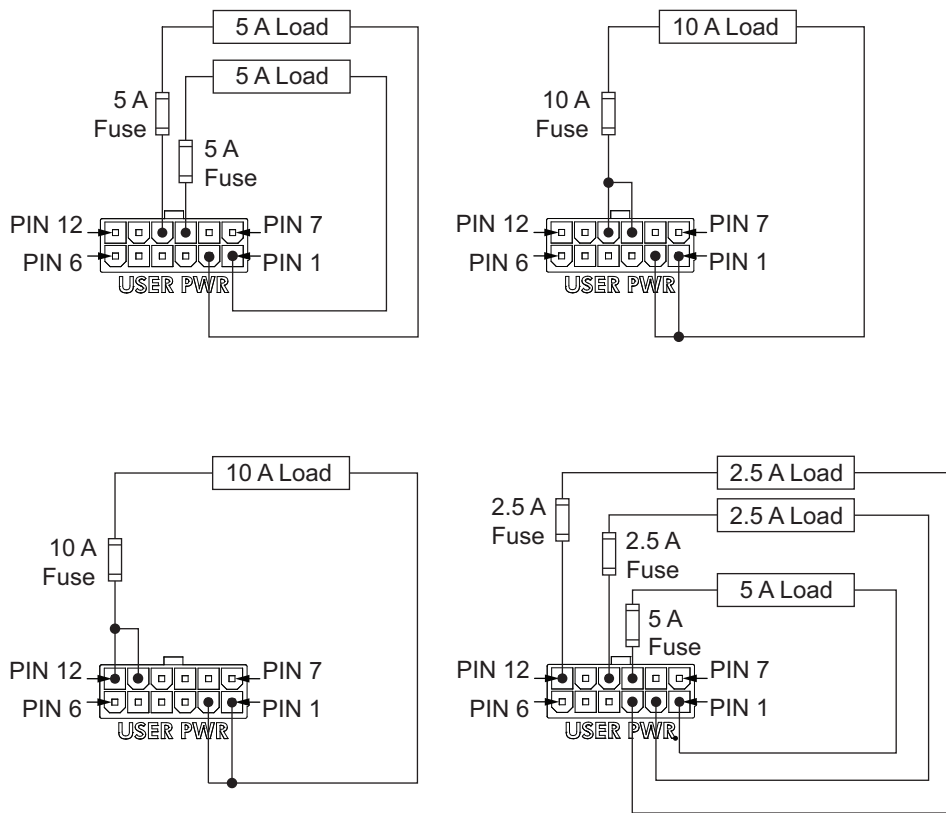 5 A Load
5 A Load
5 A
Fuse
5 A
Fuse
PIN 12
PIN 7
PIN 6
PIN 1
USER PWR
10 A Load
10 A
Fuse
PIN 12
PIN 7
PIN 6
PIN 1
USER PWR
10 A Load
10 A
Fuse
PIN 12
PIN 7
PIN 6
PIN 1
USER PWR
2.5 A Load
2.5 A Load
5 A Load
2.5 A
Fuse
2.5 A
Fuse
5 A
Fuse
PIN 12
PIN 7
PIN 6
PIN 1
USER PWR